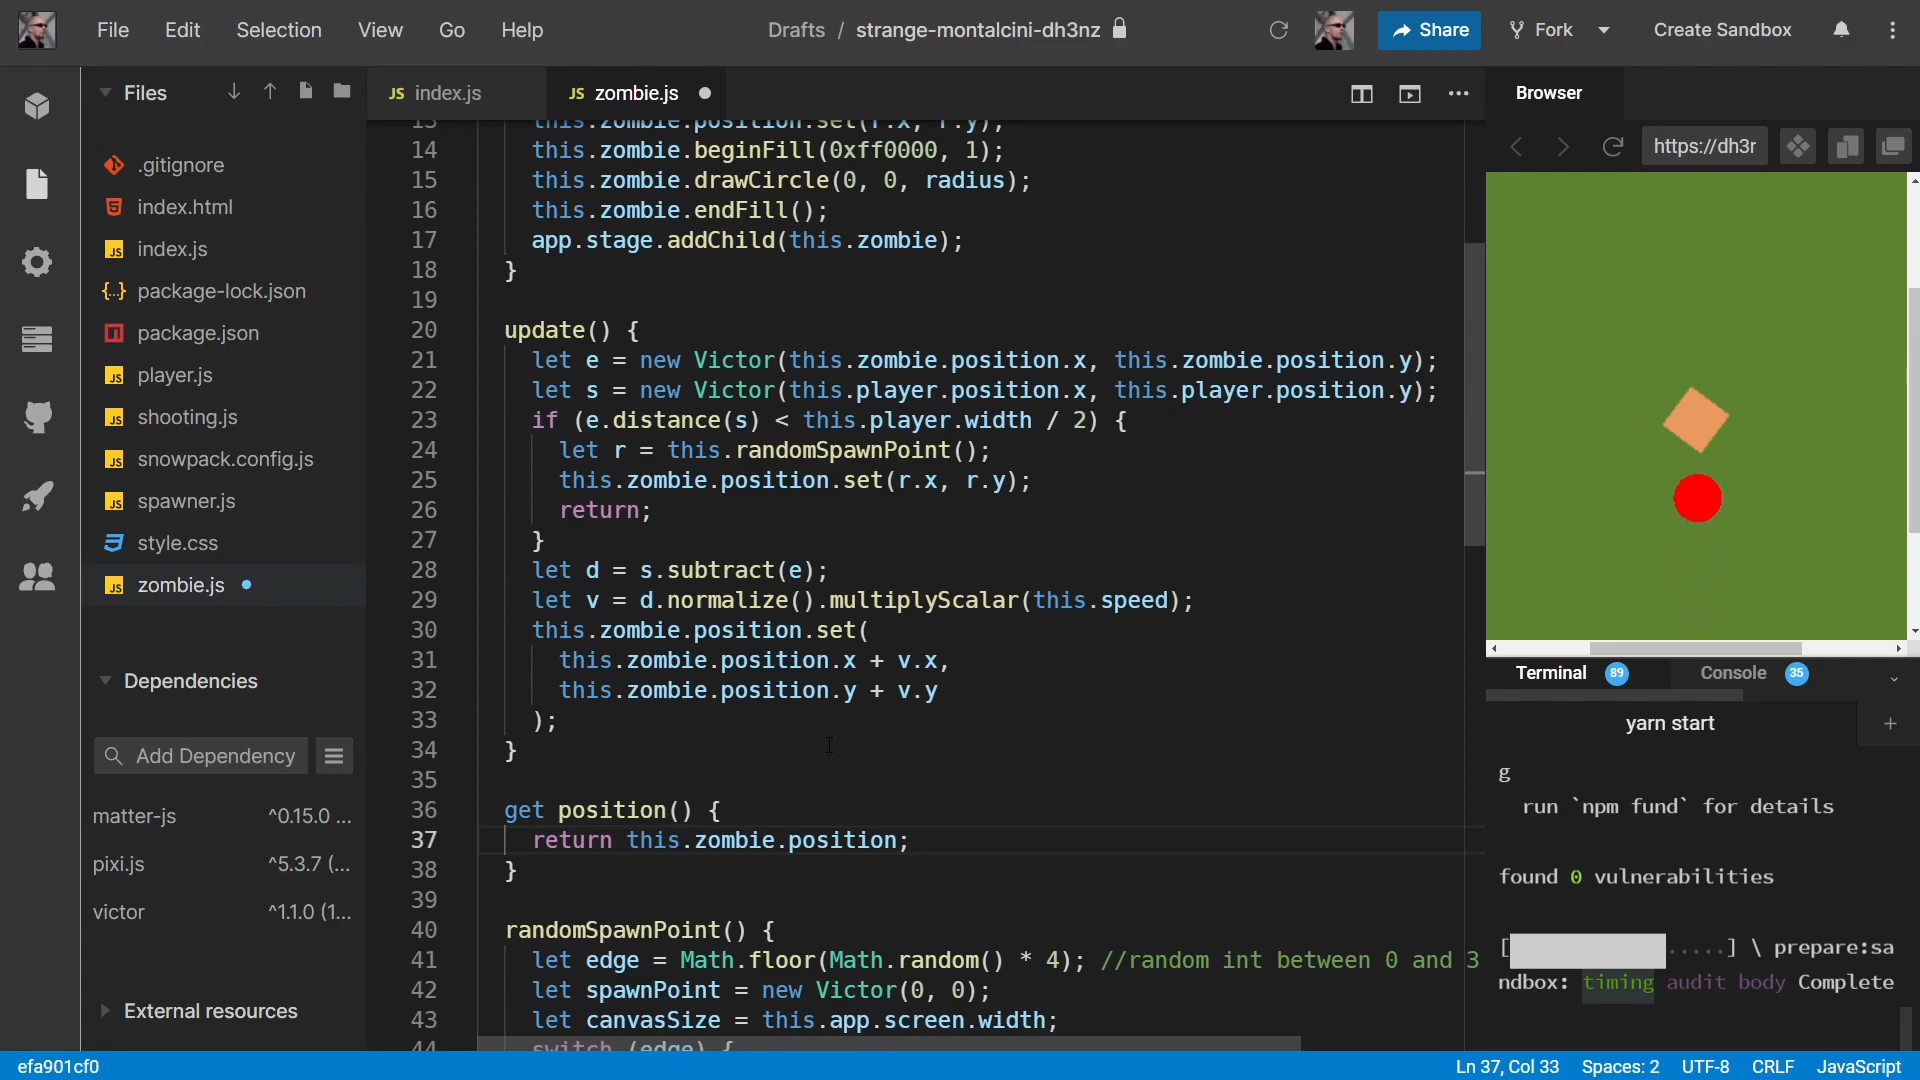 File Edit Selection View Go Help
Drafts / strange-montalcini-dh3nz
Share
Fork
Create Sandbox
Files
.gitignore
index.html
index.js
package-lock.json
package.json
player.js
shooting.js
snowpack.config.js
spawner.js
style.css
zombie.js
Dependencies
Add Dependency
matter-js ^0.15.0 ...
pixi.js ^5.3.7 (...
victor ^1.1.0 (1...
External resources
JS index.js
JS zombie.js
13 this.zombie.position.set(r.x, r.y);
14 this.zombie.beginFill(0xff0000, 1);
15 this.zombie.drawCircle(0, 0, radius);
16 this.zombie.endFill();
17 app.stage.addChild(this.zombie);
18 }
19
20 update() {
21 let e = new Victor(this.zombie.position.x, this.zombie.position.y);
22 let s = new Victor(this.player.position.x, this.player.position.y);
23 if (e.distance(s) < this.player.width / 2) {
24 let r = this.randomSpawnPoint();
25 this.zombie.position.set(r.x, r.y);
26 return;
27 }
28 let d = s.subtract(e);
29 let v = d.normalize().multiplyScalar(this.speed);
30 this.zombie.position.set(
31 this.zombie.position.x + v.x,
32 this.zombie.position.y + v.y
33 );
34 }
35
36 get position() {
37 return this.zombie.position;
38 }
39
40 randomSpawnPoint() {
41 let edge = Math.floor(Math.random() * 4); //random int between 0 and 3
42 let spawnPoint = new Victor(0, 0);
43 let canvasSize = this.app.screen.width;
44 switch (edge) {
Browser
https://dh3r
Terminal 89 Console 35
yarn start
g
run `npm fund` for details
found 0 vulnerabilities
[ .....] \ prepare:sa
ndbox: timing audit body Complete
efa901cf0
Ln 37, Col 33 Spaces: 2 UTF-8 CRLF JavaScript